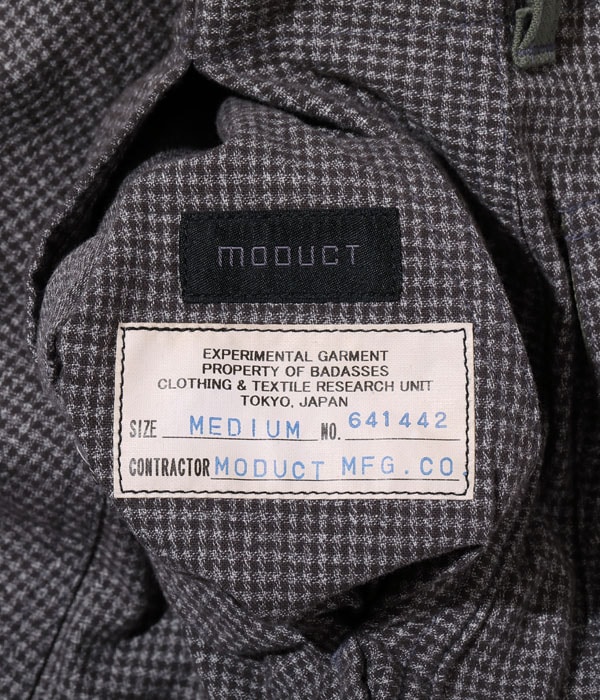 MODUCT
EXPERIMENTAL GARMENT
PROPERTY OF BADASSES
CLOTHING & TEXTILE RESEARCH UNIT
TOKYO, JAPAN
SIZE MEDIUM NO. 641442
CONTRACTOR MODUCT MFG.CO.